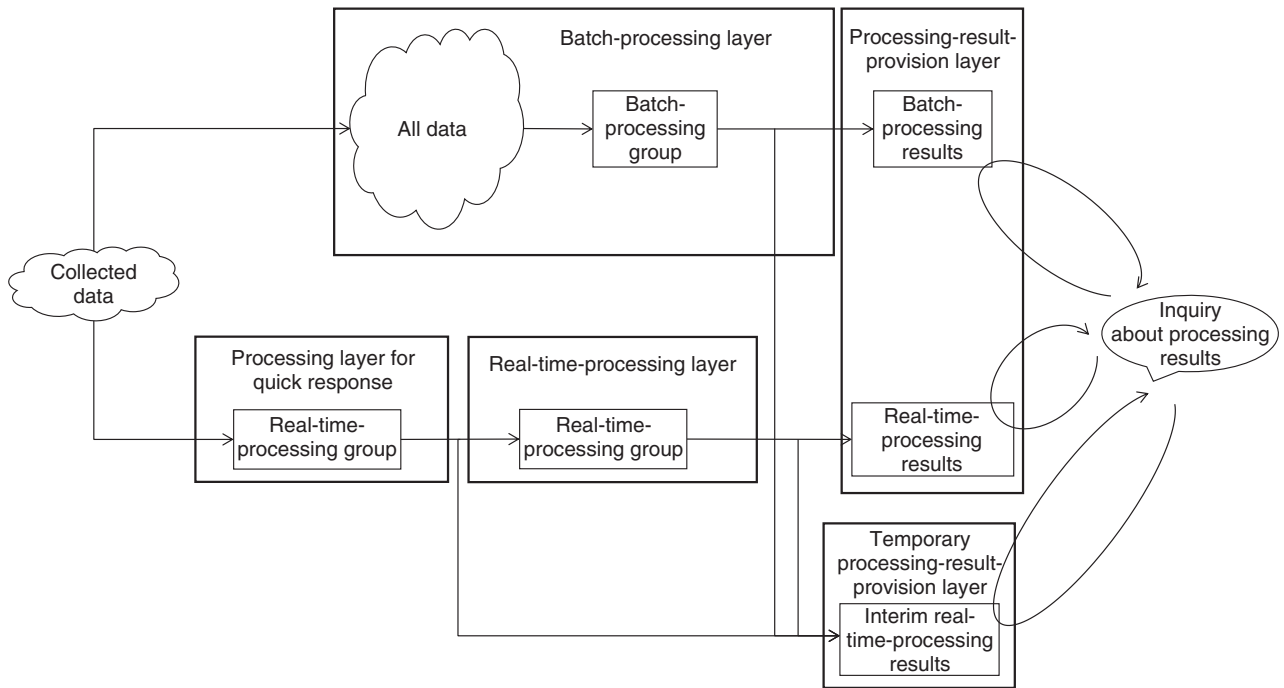 Batch-processing layer
Processing-result-
provision layer
All data
Batch-
processing
group
Batch-
processing
results
Collected
data
Inquiry
about processing
results
Processing layer for
quick response
Real-time-processing layer
Real-time-
processing group
Real-time-
processing group
Real-time-
processing
results
Temporary
processing-result-
provision layer
Interim real-
time-processing
results